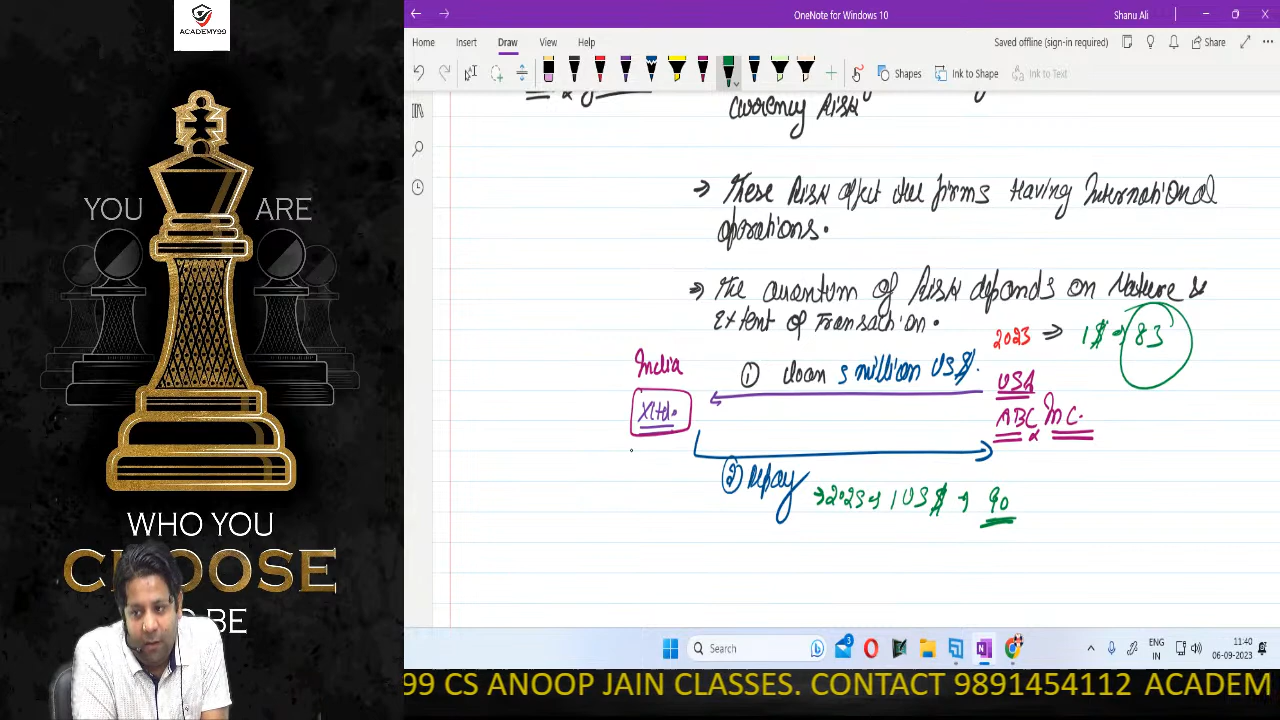 ACADEMY99
YOU ARE
WHO YOU
CHOOSE
TO BE
OneNote for Windows 10
Shanu Ali
Home Insert Draw View Help
Saved offline (sign-in required)
Share
Shapes
Ink to Shape
Ink to Text
Currency Risk
→ These Risk affect the firms Having International
operations.
→ The quantum of Risk depends on Nature &
Extent of Transaction.
2023 ⇒ 1$ → 83
India
① Loan 5 million US$.
USA
X Ltd.
ABC INC.
② Repay
→ 2025 → 1 US$ → 90
Search
3
ENG
IN
11:40
06-09-2023
99 CS ANOOP JAIN CLASSES. CONTACT 9891454112 ACADEM